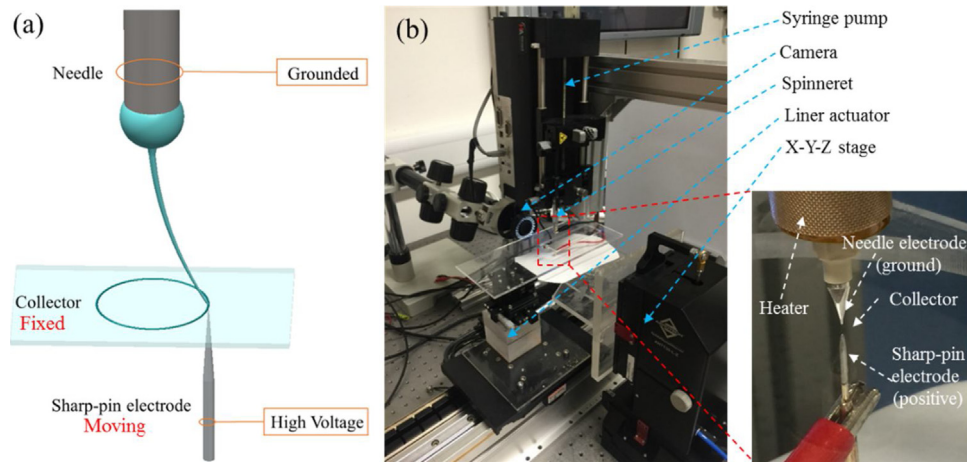 (a)
Needle
Grounded
Collector
Fixed
Sharp-pin electrode
Moving
High Voltage
(b)
Syringe pump
Camera
Spinneret
Liner actuator
X-Y-Z stage
Needle electrode
(ground)
Heater
Collector
Sharp-pin
electrode
(positive)